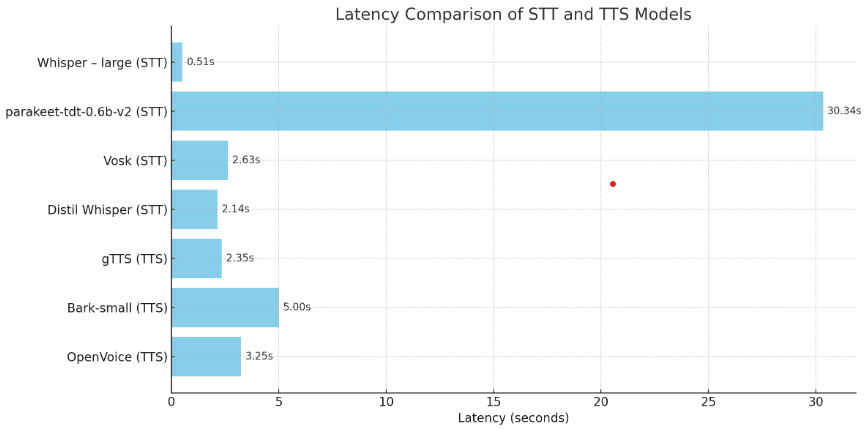 Latency Comparison of STT and TTS Models
Whisper – large (STT)
0.51s
parakeet-tdt-0.6b-v2 (STT)
30.34s
Vosk (STT)
2.63s
Distil Whisper (STT)
2.14s
gTTS (TTS)
2.35s
Bark-small (TTS)
5.00s
OpenVoice (TTS)
3.25s
0 5 10 15 20 25 30
Latency (seconds)